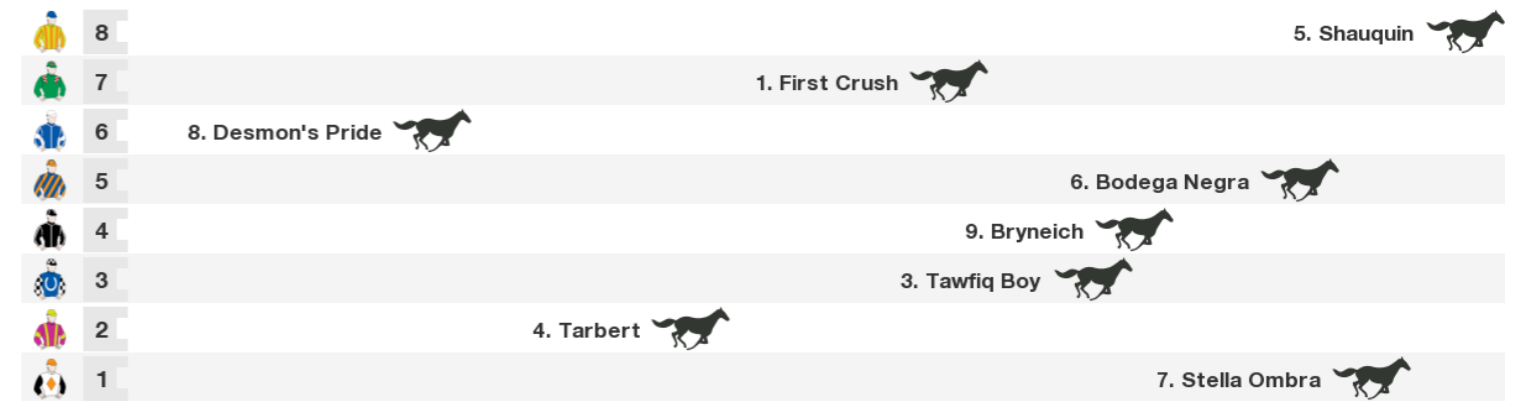 8 5. Shauquin
7 1. First Crush
6 8. Desmon's Pride
5 6. Bodega Negra
4 9. Bryneich
3 3. Tawfiq Boy
2 4. Tarbert
1 7. Stella Ombra